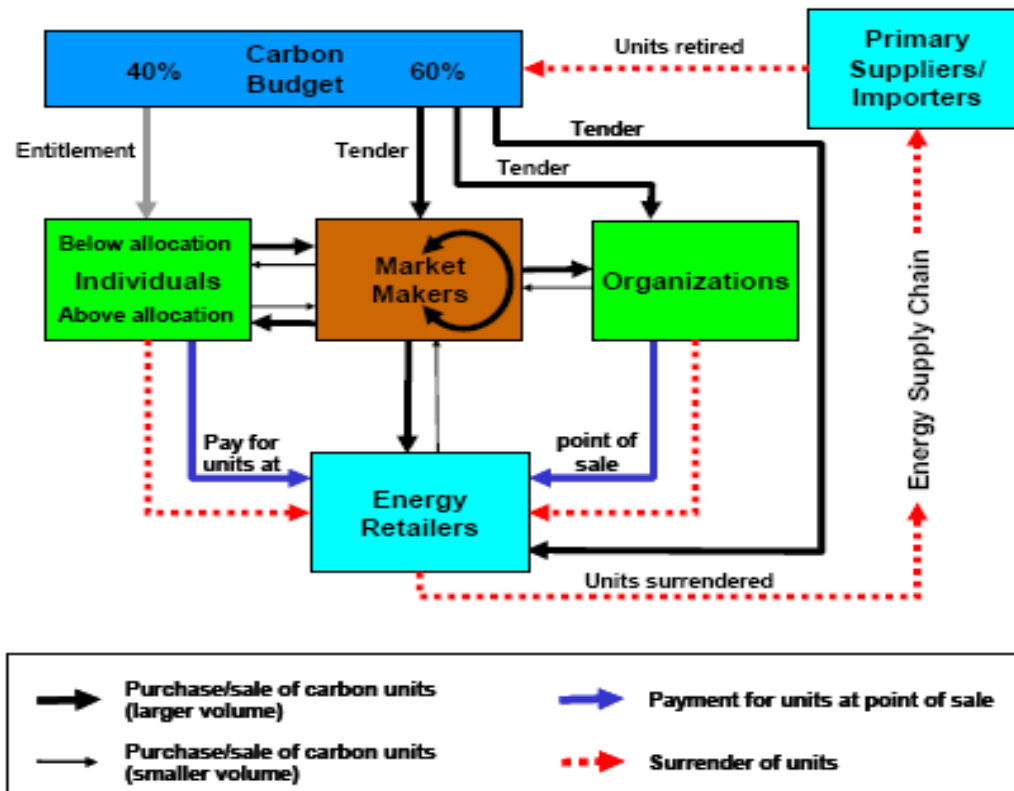 Carbon
Budget
40%
60%
Units retired
Primary
Suppliers/
Importers
Entitlement
Tender
Tender
Tender
Below allocation
Individuals
Above allocation
Market
Makers
Organizations
Energy Supply Chain
Pay for
units at
point of
sale
Energy
Retailers
Units surrendered
Purchase/sale of carbon units
(larger volume)
Payment for units at point of sale
Purchase/sale of carbon units
(smaller volume)
Surrender of units